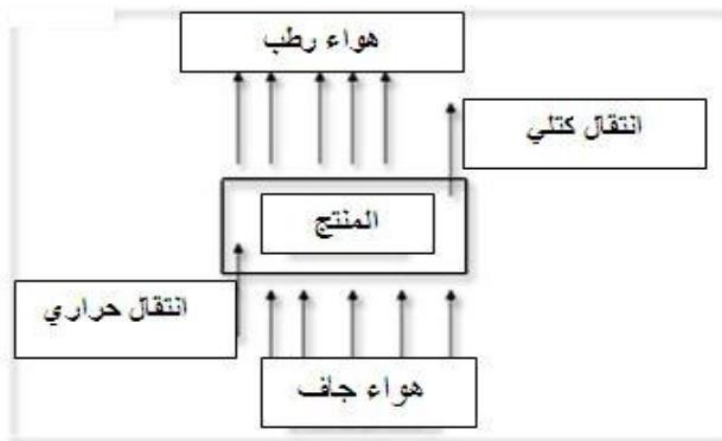 هواء رطب
انتقال كتلي
المنتج
انتقال حراري
هواء جاف